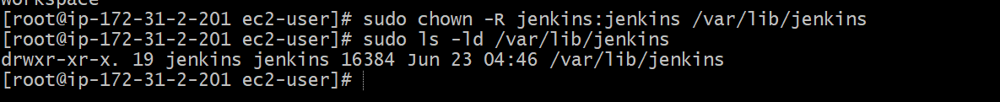 workspace
[root@ip-172-31-2-201 ec2-user]# sudo chown -R jenkins:jenkins /var/lib/jenkins
[root@ip-172-31-2-201 ec2-user]# sudo ls -ld /var/lib/jenkins
drwxr-xr-x. 19 jenkins jenkins 16384 Jun 23 04:46 /var/lib/jenkins
[root@ip-172-31-2-201 ec2-user]#